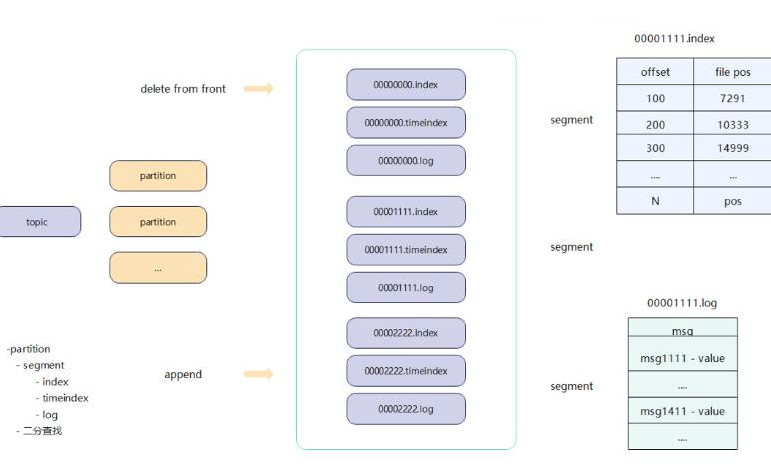 00001111.index
offset file pos
100 7291
200 10333
300 14999
.... ...
N pos
delete from front
00000000.index
00000000.timeindex
00000000.log
segment
topic
partition
partition
...
00001111.index
00001111.timeindex
00001111.log
segment
00002222.index
00002222.timeindex
00002222.log
append
segment
00001111.log
msg
msg1111 - value
....
msg1411 - value
....
-partition
- segment
- index
- timeindex
- log
- 二分查找